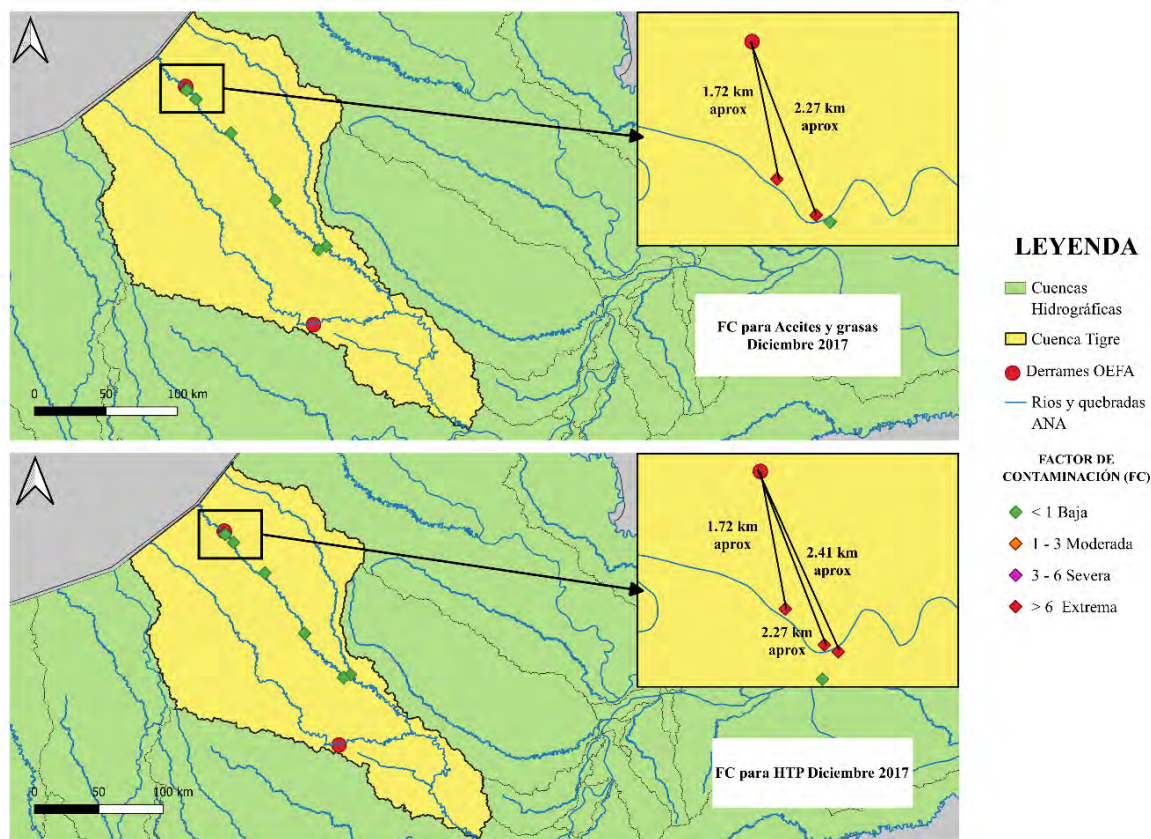 1.72 km
aprox
2.27 km
aprox
FC para Aceites y grasas
Diciembre 2017
0 50 100 km
1.72 km
aprox
2.41 km
aprox
2.27 km
aprox
FC para HTP Diciembre 2017
0 50 100 km
LEYENDA
Cuencas
Hidrográficas
Cuenca Tigre
Derrames OEFA
Rios y quebradas
ANA
FACTOR DE
CONTAMINACIÓN (FC)
< 1 Baja
1 - 3 Moderada
3 - 6 Severa
> 6 Extrema